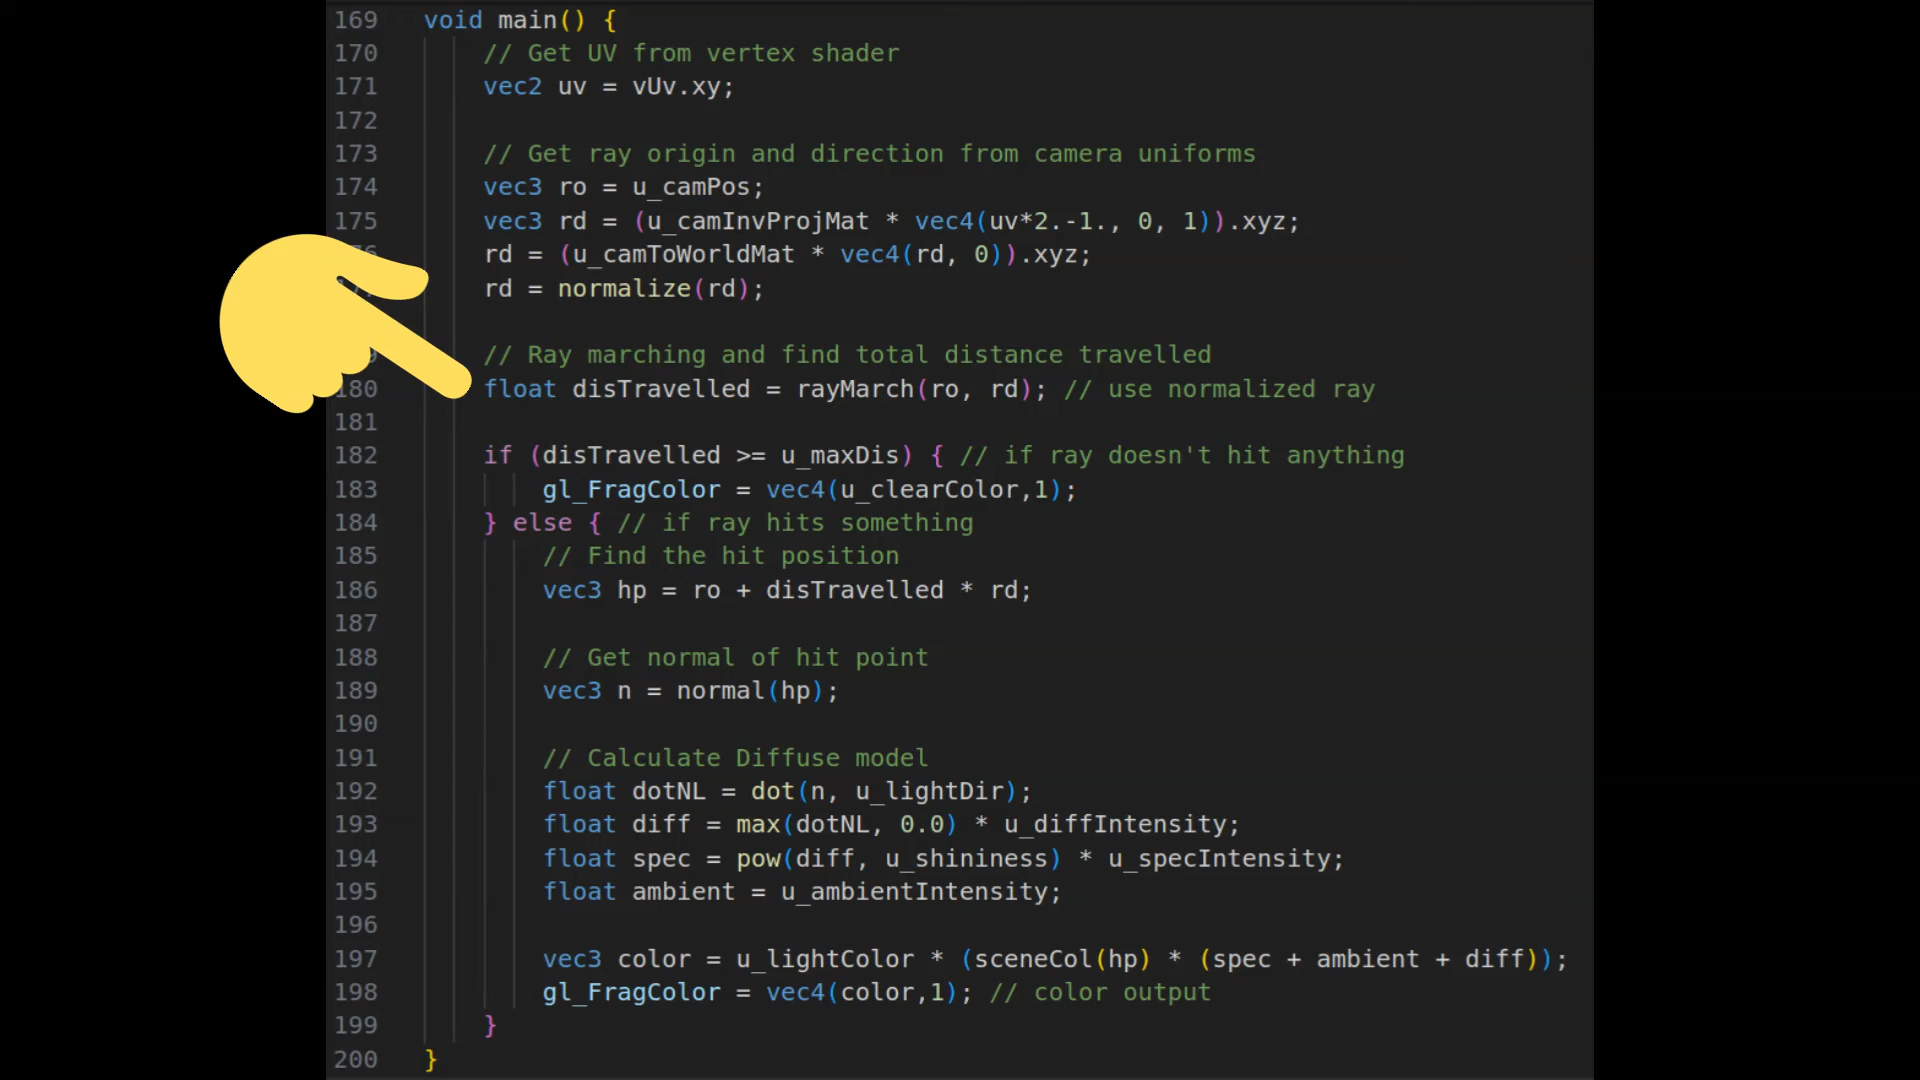 169 void main() {
170 // Get UV from vertex shader
171 vec2 uv = vUv.xy;
172
173 // Get ray origin and direction from camera uniforms
174 vec3 ro = u_camPos;
175 vec3 rd = (u_camInvProjMat * vec4(uv*2.-1., 0, 1)).xyz;
rd = (u_camToWorldMat * vec4(rd, 0)).xyz;
rd = normalize(rd);
// Ray marching and find total distance travelled
180 float disTravelled = rayMarch(ro, rd); // use normalized ray
181
182 if (disTravelled >= u_maxDis) { // if ray doesn't hit anything
183 gl_FragColor = vec4(u_clearColor,1);
184 } else { // if ray hits something
185 // Find the hit position
186 vec3 hp = ro + disTravelled * rd;
187
188 // Get normal of hit point
189 vec3 n = normal(hp);
190
191 // Calculate Diffuse model
192 float dotNL = dot(n, u_lightDir);
193 float diff = max(dotNL, 0.0) * u_diffIntensity;
194 float spec = pow(diff, u_shininess) * u_specIntensity;
195 float ambient = u_ambientIntensity;
196
197 vec3 color = u_lightColor * (sceneCol(hp) * (spec + ambient + diff));
198 gl_FragColor = vec4(color,1); // color output
199 }
200 }